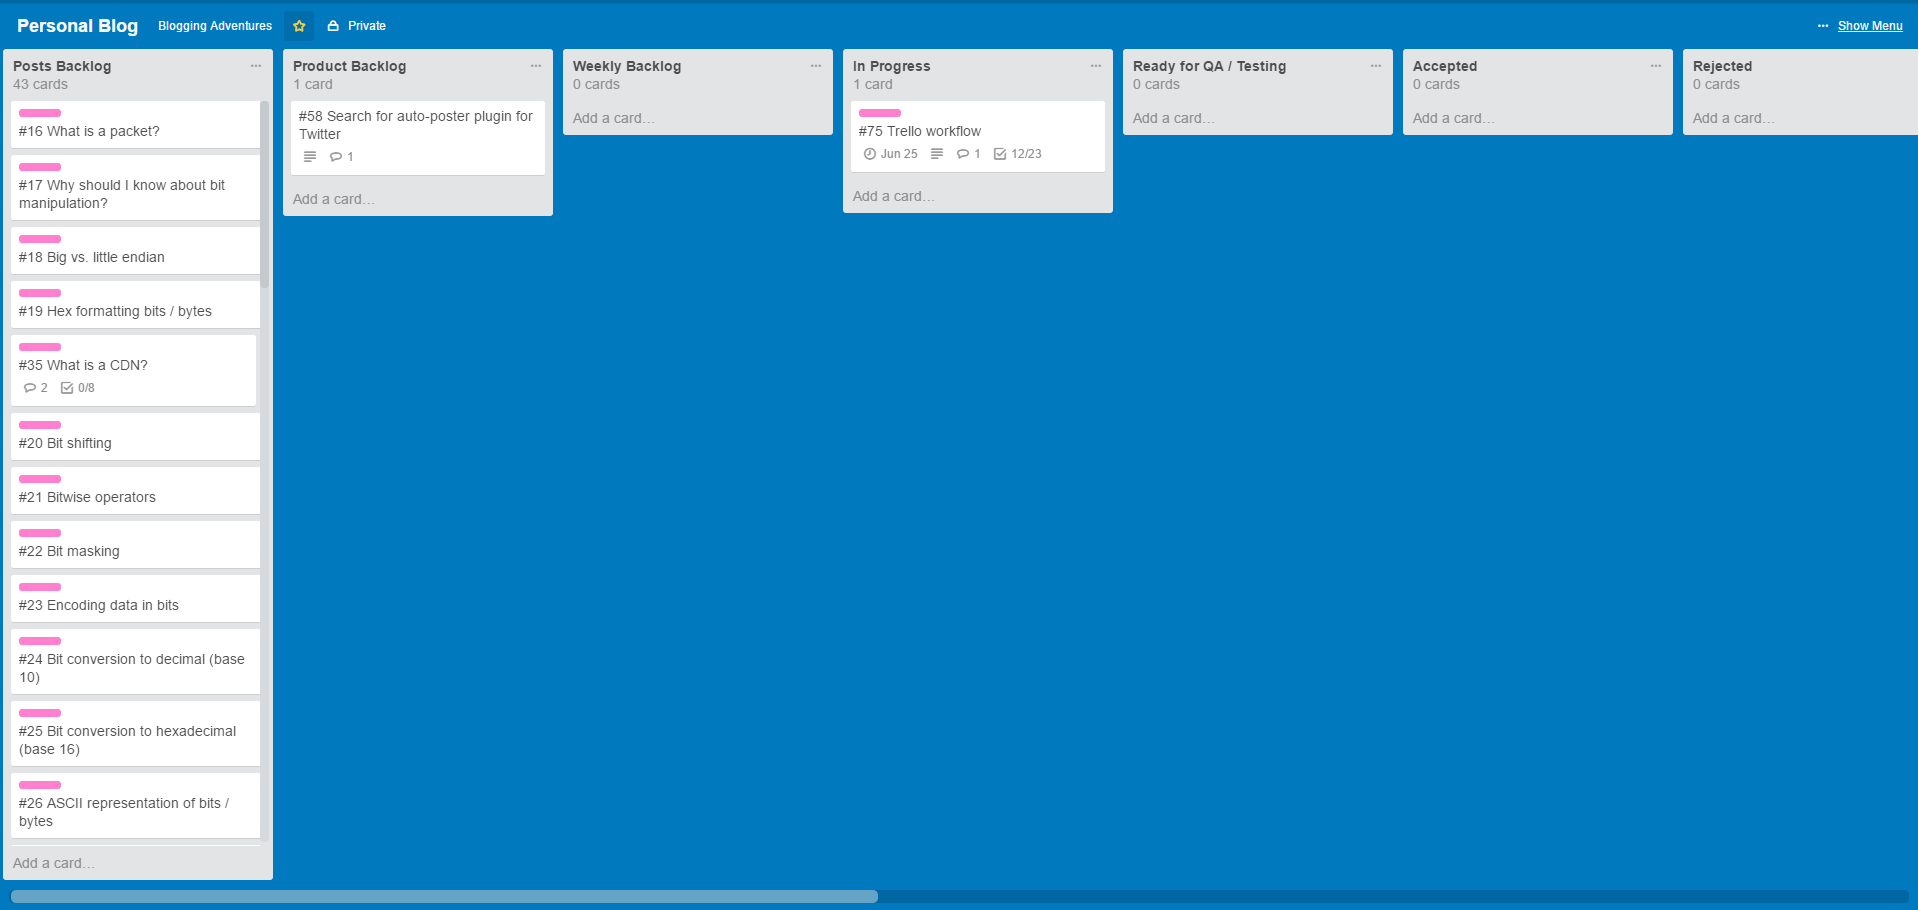 Personal Blog
Blogging Adventures
Private
Show Menu
Posts Backlog
43 cards
#16 What is a packet?
#17 Why should I know about bit
manipulation?
#18 Big vs. little endian
#19 Hex formatting bits / bytes
#35 What is a CDN?
2
0/8
#20 Bit shifting
#21 Bitwise operators
#22 Bit masking
#23 Encoding data in bits
#24 Bit conversion to decimal (base
10)
#25 Bit conversion to hexadecimal
(base 16)
#26 ASCII representation of bits /
bytes
Add a card…
Product Backlog
1 card
#58 Search for auto-poster plugin for
Twitter
1
Add a card…
Weekly Backlog
0 cards
Add a card…
In Progress
1 card
#75 Trello workflow
Jun 25
1
12/23
Add a card…
Ready for QA / Testing
0 cards
Add a card…
Accepted
0 cards
Add a card…
Rejected
0 cards
Add a card…